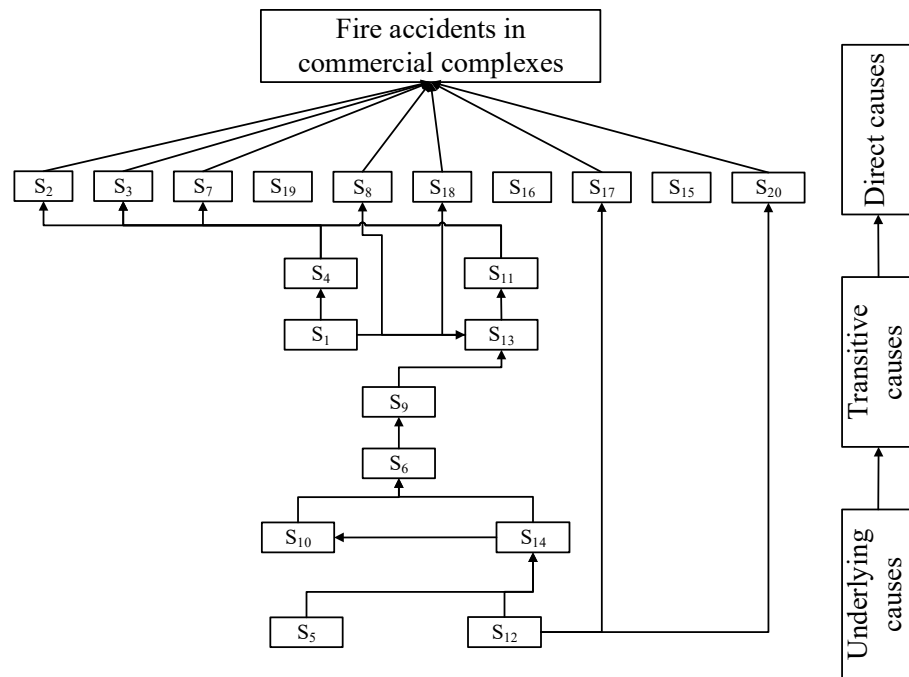 Fire accidents in
commercial complexes
S₂
S₃
S₇
S₁₉
S₈
S₁₈
S₁₆
S₁₇
S₁₅
S₂₀
S₄
S₁₁
S₁
S₁₃
S₉
S₆
S₁₀
S₁₄
S₅
S₁₂
Direct causes
Transitive
causes
Underlying
causes